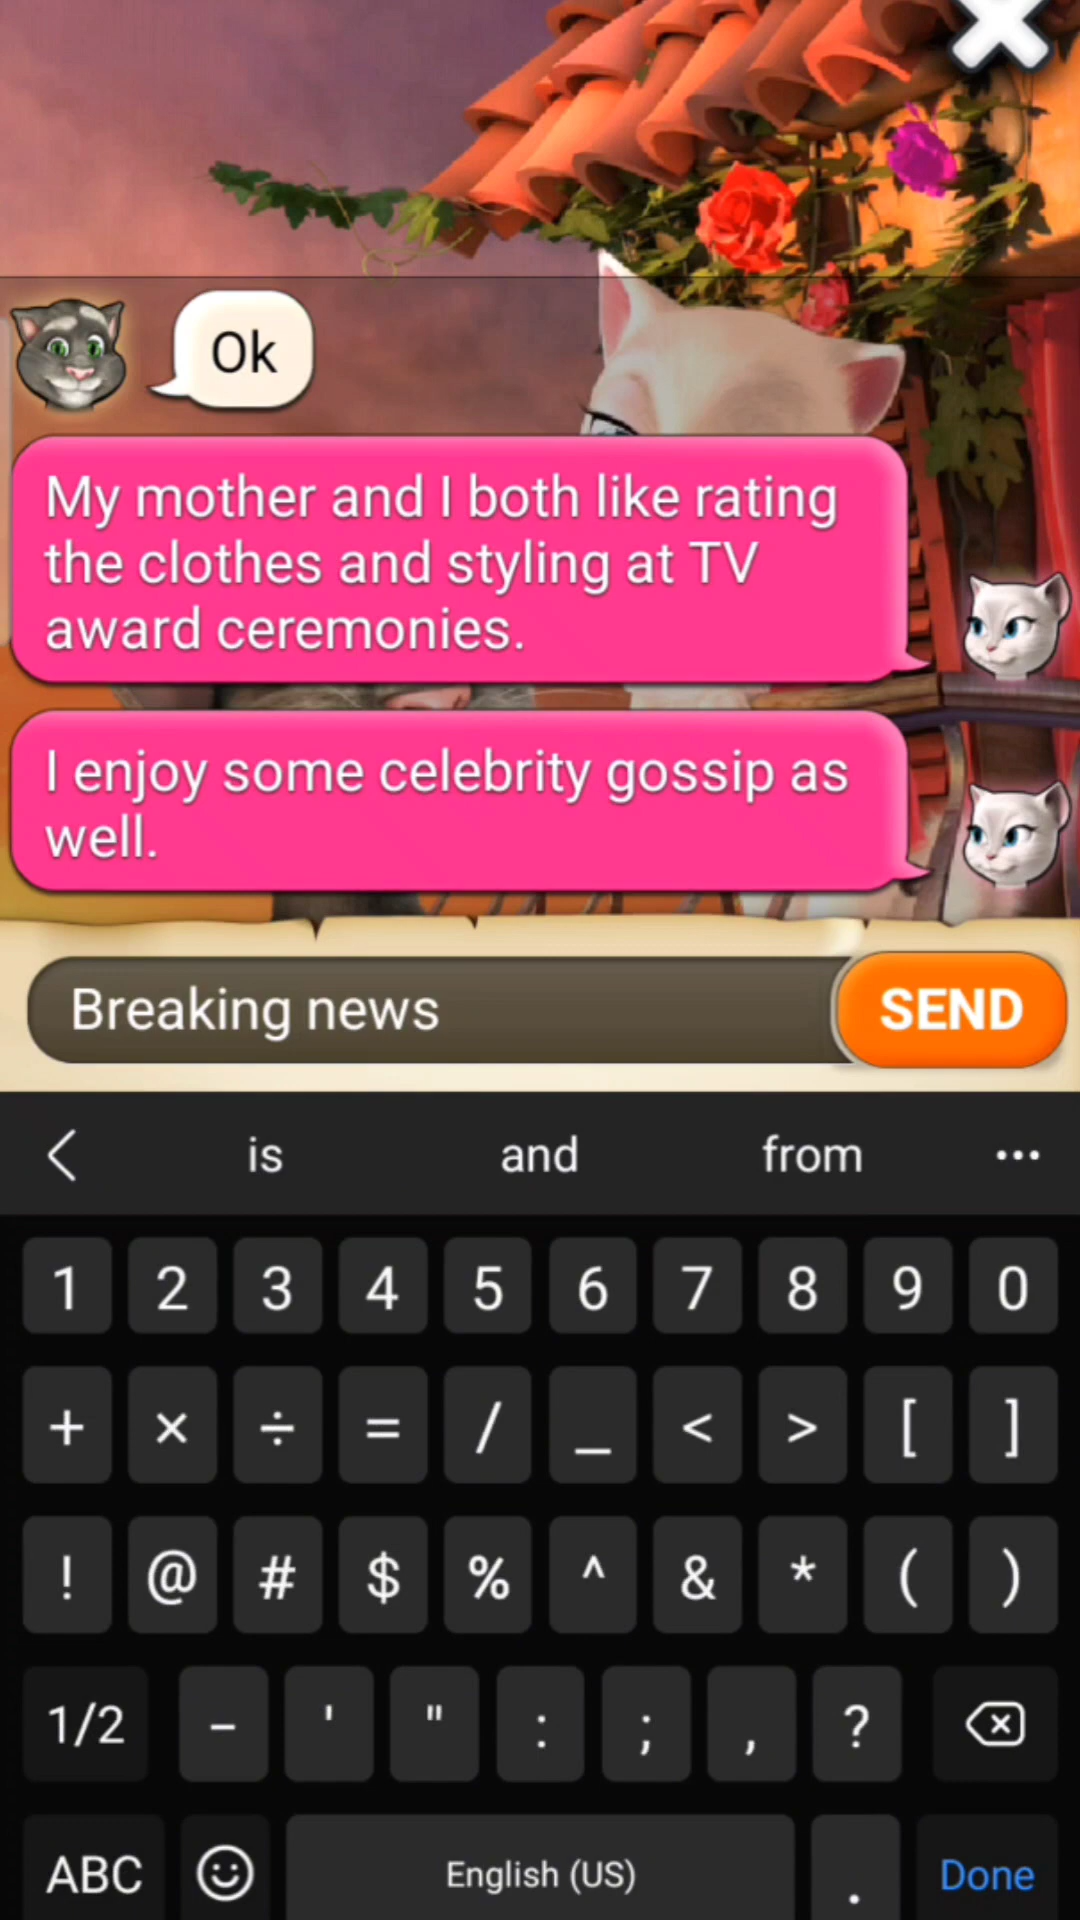 Ok
My mother and I both like rating
the clothes and styling at TV
award ceremonies.
I enjoy some celebrity gossip as
well.
Breaking news
SEND
is and from ...
1 2 3 4 5 6 7 8 9 0
+ × ÷ = / _ < > [ ]
! @ # $ % ^ & * ( )
1/2 - ' " : ; , ?
ABC English (US) . Done